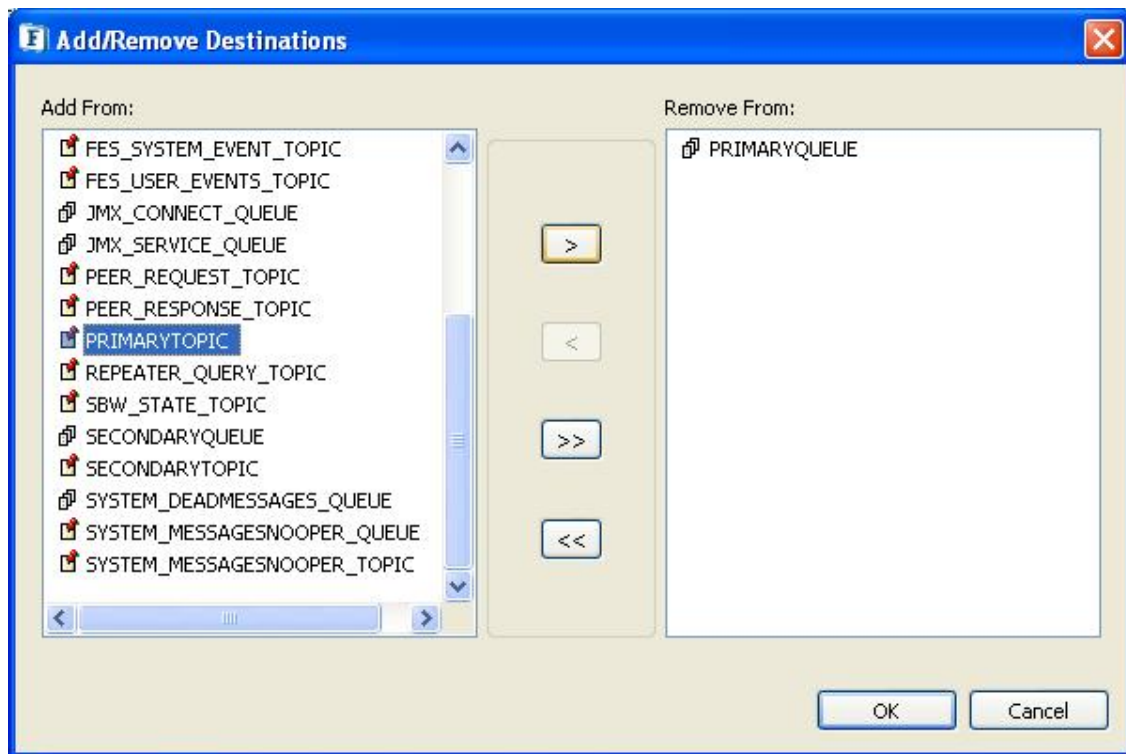 Add/Remove Destinations
Add From:
FES_SYSTEM_EVENT_TOPIC
FES_USER_EVENTS_TOPIC
JMX_CONNECT_QUEUE
JMX_SERVICE_QUEUE
PEER_REQUEST_TOPIC
PEER_RESPONSE_TOPIC
PRIMARYTOPIC
REPEATER_QUERY_TOPIC
SBW_STATE_TOPIC
SECONDARYQUEUE
SECONDARYTOPIC
SYSTEM_DEADMESSAGES_QUEUE
SYSTEM_MESSAGESNOOPER_QUEUE
SYSTEM_MESSAGESNOOPER_TOPIC
>
<
>>
<<
Remove From:
PRIMARYQUEUE
OK
Cancel